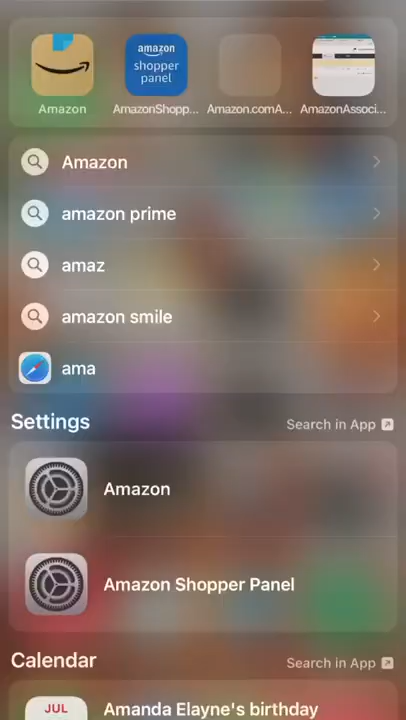 amazon
shopper
panel
Amazon
AmazonShopp...
Amazon.comA...
AmazonAssoci...
Amazon
amazon prime
amaz
amazon smile
ama
Settings
Search in App
Amazon
Amazon Shopper Panel
Calendar
Search in App
JUL
Amanda Elayne's birthday